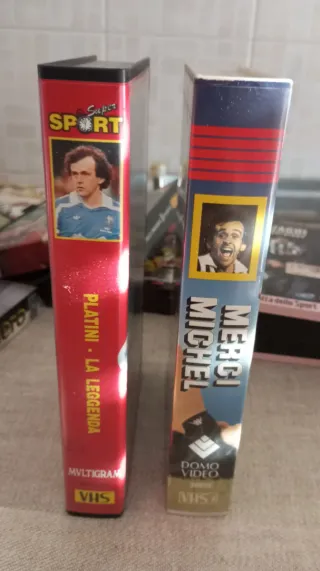 Super
SPORT
PLATINI - LA LEGGENDA
MVLTIGRAM
VHS
MERCI
MICHEL
DOMO
VIDEO
VHS